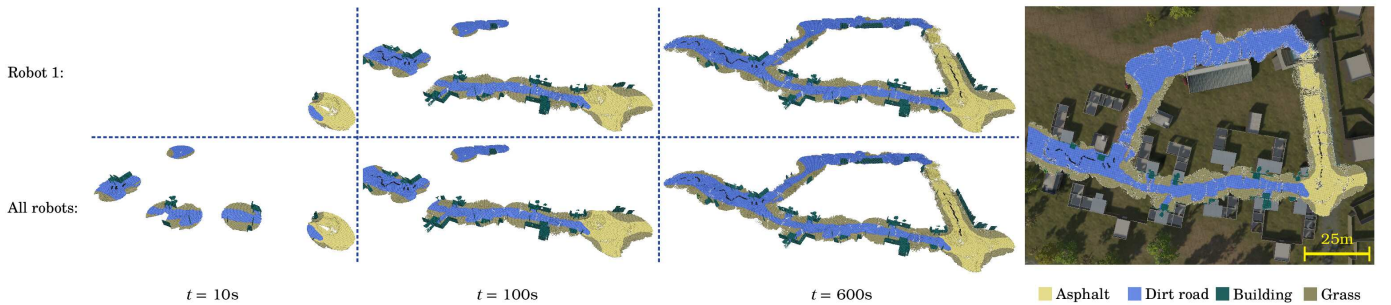 Robot 1:
All robots:
t = 10s
t = 100s
t = 600s
25m
Asphalt
Dirt road
Building
Grass